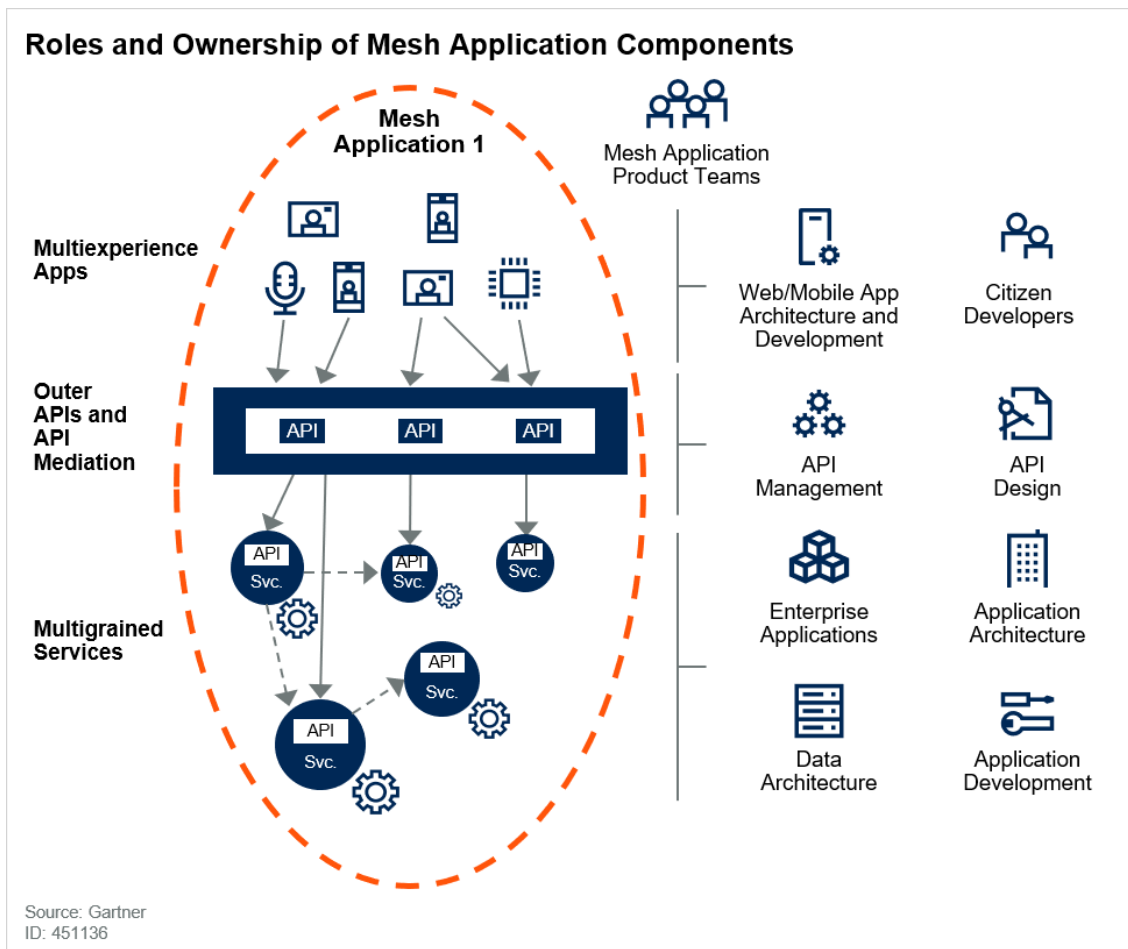 Roles and Ownership of Mesh Application Components
Mesh
Application 1
Mesh Application
Product Teams
Multiexperience
Apps
Web/Mobile App
Architecture and
Development
Citizen
Developers
Outer
APIs and
API
Mediation
API
API
API
API
Management
API
Design
API
Svc.
API
Svc.
API
Svc.
Enterprise
Applications
Application
Architecture
Multigrained
Services
API
Svc.
API
Svc.
Data
Architecture
Application
Development
Source: Gartner
ID: 451136